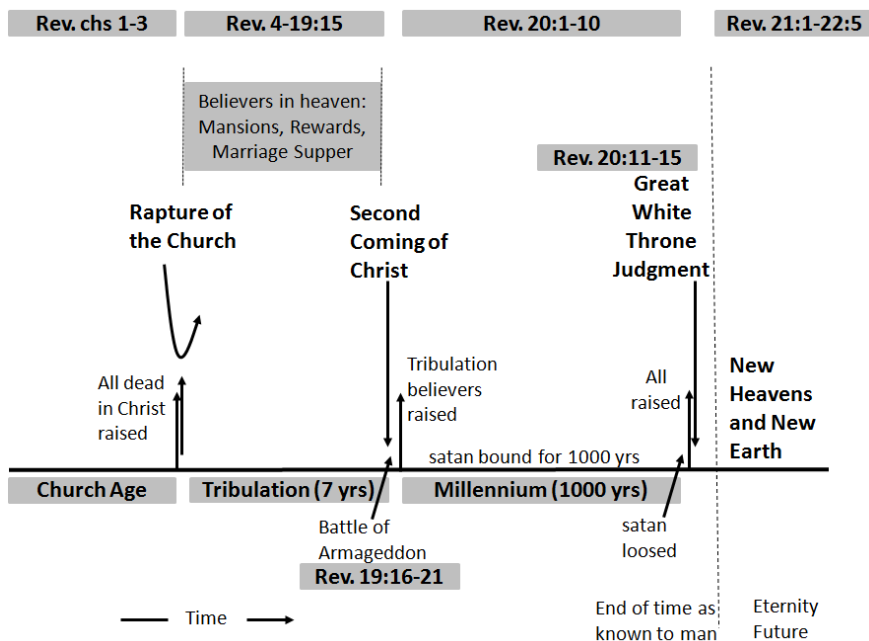 Rev. chs 1-3
Rev. 4-19:15
Rev. 20:1-10
Rev. 21:1-22:5
Believers in heaven:
Mansions, Rewards,
Marriage Supper
Rev. 20:11-15
Great
White
Throne
Judgment
Rapture of
the Church
Second
Coming of
Christ
All dead
in Christ
raised
Tribulation
believers
raised
All
raised
New
Heavens
and New
Earth
satan bound for 1000 yrs
Church Age
Tribulation (7 yrs)
Millennium (1000 yrs)
Battle of
Armageddon
Rev. 19:16-21
satan
loosed
Time
End of time as
known to man
Eternity
Future